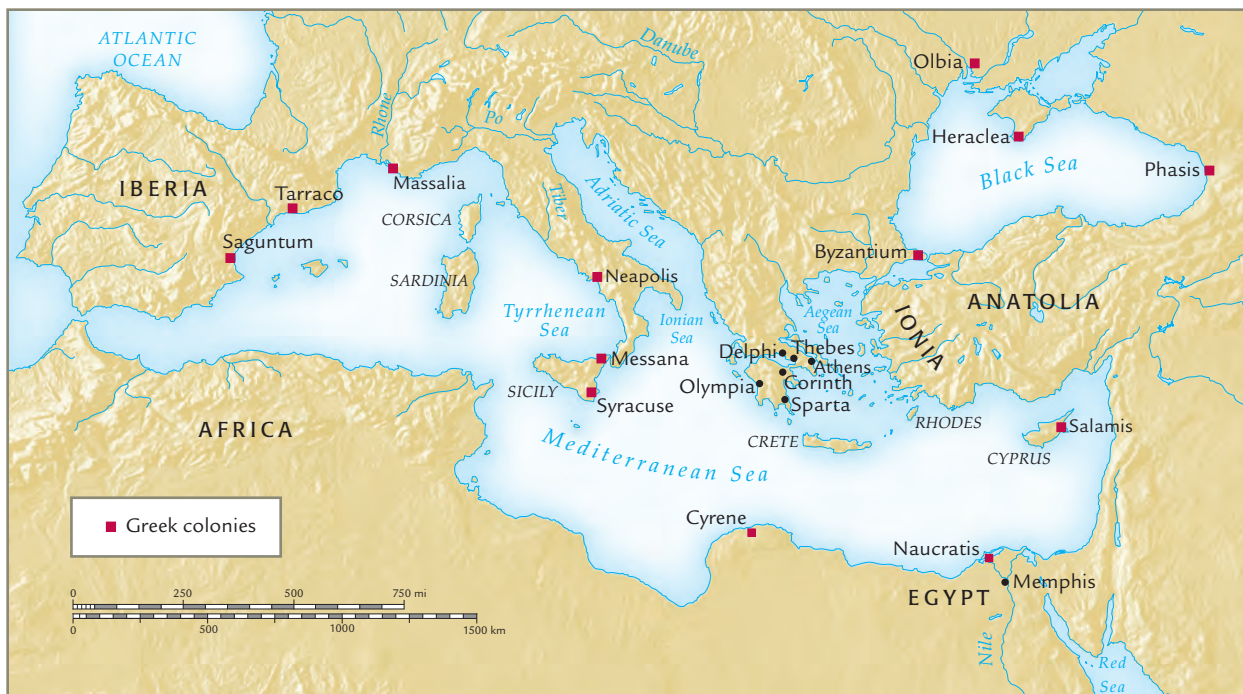 ATLANTIC
OCEAN
Danube
Olbia
Rhone
Po
Heraclea
Black Sea
Phasis
IBERIA
Massalia
Tarraco
CORSICA
Tiber
Adriatic Sea
Saguntum
Byzantium
SARDINIA
Neapolis
ANATOLIA
IONIA
Tyrrhenean
Sea
Ionian
Sea
Aegean
Sea
Delphi
Thebes
Athens
Messana
Olympia
Corinth
SICILY
Syracuse
Sparta
AFRICA
RHODES
Salamis
CRETE
CYPRUS
Mediterranean Sea
Greek colonies
Cyrene
Naucratis
Memphis
EGYPT
0 250 500 750 mi
0 500 1000 1500 km
Nile
Red
Sea